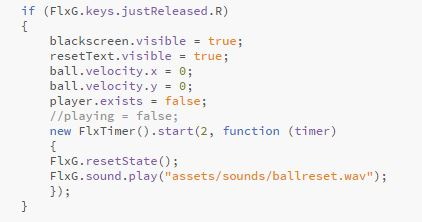 if (FlxG.keys.justReleased.R)
{
    blackscreen.visible = true;
    resetText.visible = true;
    ball.velocity.x = 0;
    ball.velocity.y = 0;
    player.exists = false;
    //playing = false;
    new FlxTimer().start(2, function (timer)
    {
    FlxG.resetState();
    FlxG.sound.play("assets/sounds/ballreset.wav");
    });
}